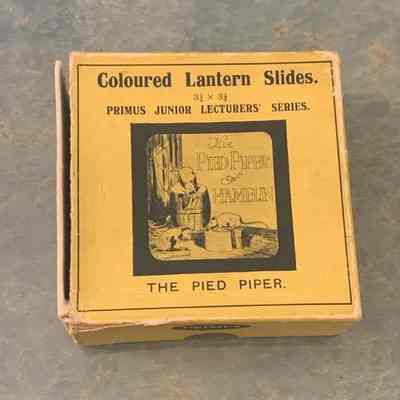 Coloured Lantern Slides.
3¼ × 3¼
PRIMUS JUNIOR LECTURERS' SERIES.
The
PIED PIPER
of
HAMELIN
THE PIED PIPER.